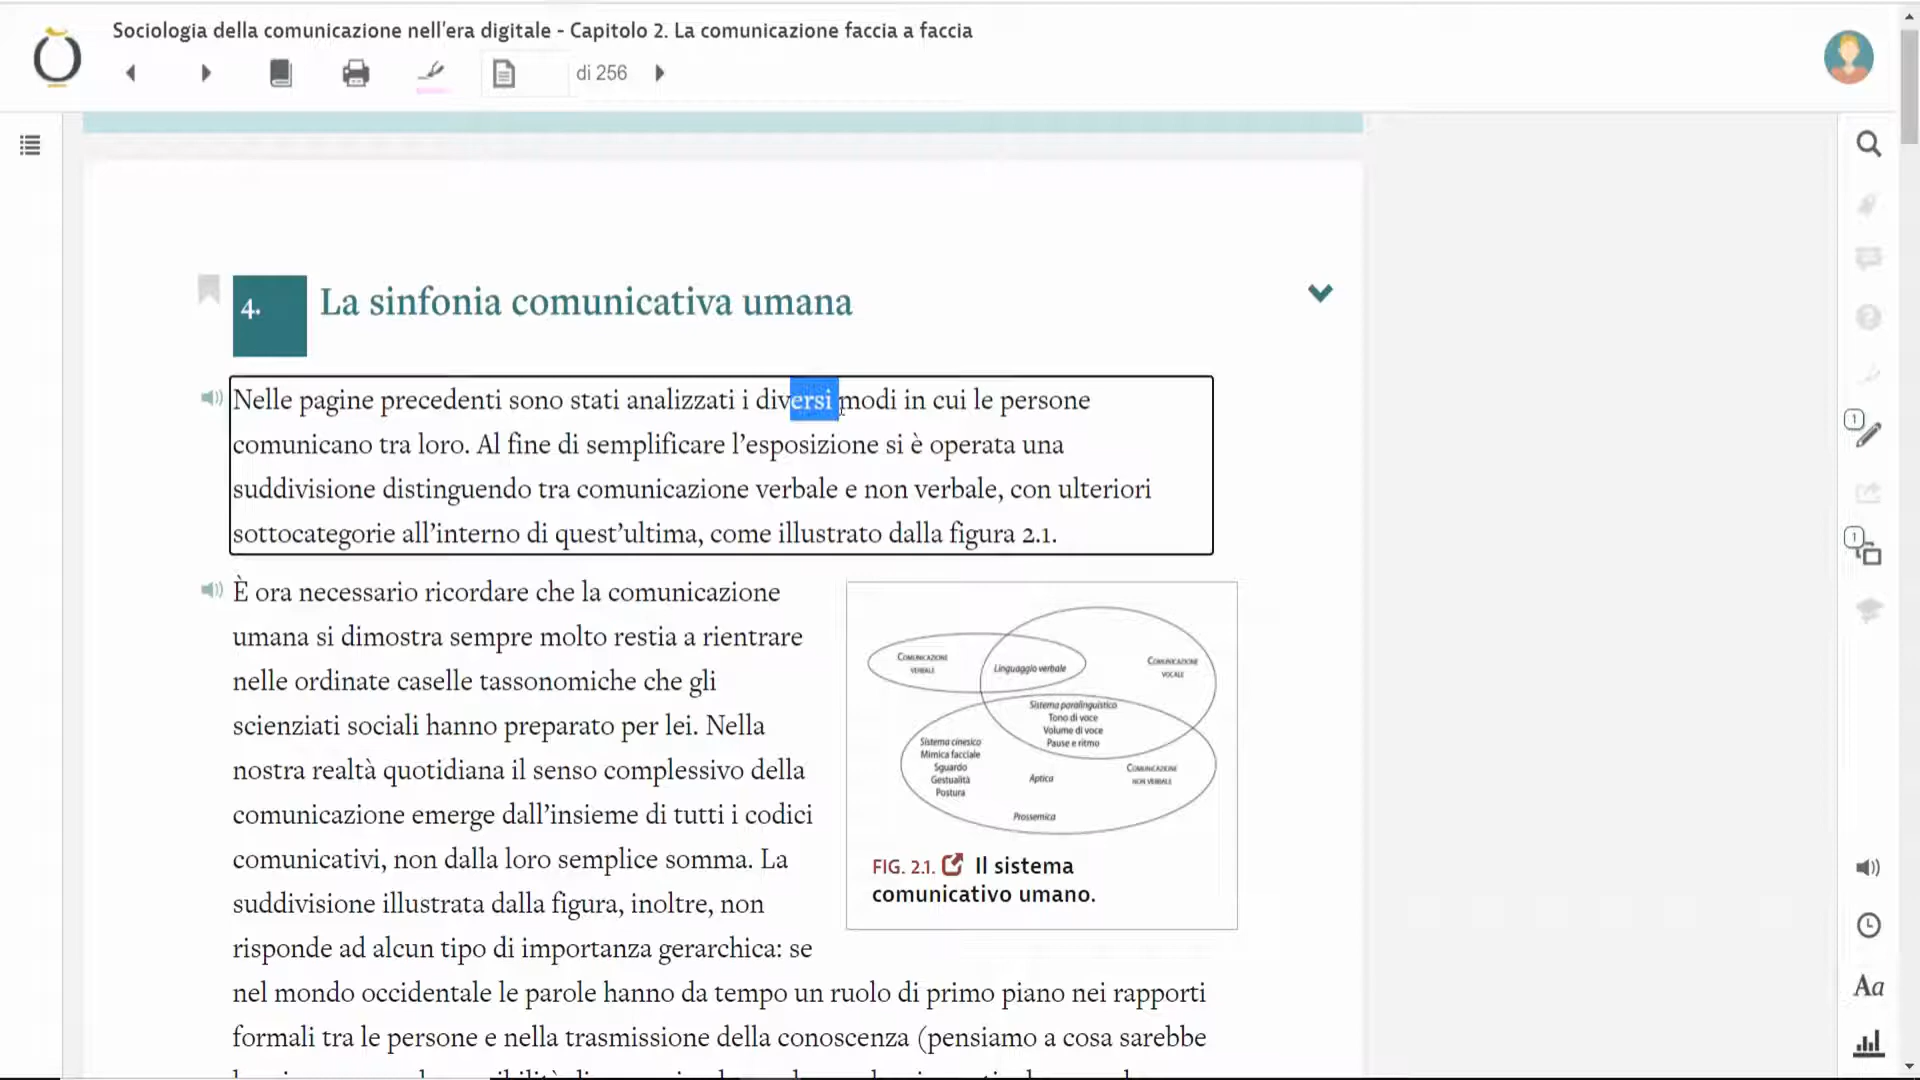 Sociologia della comunicazione nell'era digitale - Capitolo 2. La comunicazione faccia a faccia
di 256
4. La sinfonia comunicativa umana
Nelle pagine precedenti sono stati analizzati i diversi modi in cui le persone
comunicano tra loro. Al fine di semplificare l’esposizione si è operata una
suddivisione distinguendo tra comunicazione verbale e non verbale, con ulteriori
sottocategorie all’interno di quest’ultima, come illustrato dalla figura 2.1.
È ora necessario ricordare che la comunicazione
umana si dimostra sempre molto restia a rientrare
nelle ordinate caselle tassonomiche che gli
scienziati sociali hanno preparato per lei. Nella
nostra realtà quotidiana il senso complessivo della
comunicazione emerge dall’insieme di tutti i codici
comunicativi, non dalla loro semplice somma. La
suddivisione illustrata dalla figura, inoltre, non
risponde ad alcun tipo di importanza gerarchica: se
nel mondo occidentale le parole hanno da tempo un ruolo di primo piano nei rapporti
formali tra le persone e nella trasmissione della conoscenza (pensiamo a cosa sarebbe
COMUNICAZIONE
VERBALE
Linguaggio verbale
COMUNICAZIONE
VOCALE
Sistema paralinguistico
Tono di voce
Volume di voce
Pause e ritmo
Sistema cinesico
Mimica facciale
Sguardo
Gestualità
Postura
Aptica
COMUNICAZIONE
NON VERBALE
Prossemica
FIG. 2.1. Il sistema
comunicativo umano.
1
1
Aa